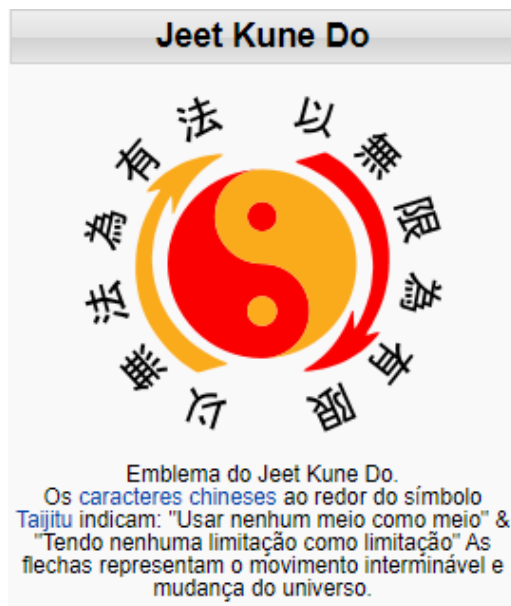 Jeet Kune Do
以無限為有限
以無法為有法
Emblema do Jeet Kune Do.
Os caracteres chineses ao redor do símbolo
Taijitu indicam: "Usar nenhum meio como meio" &
"Tendo nenhuma limitação como limitação" As
flechas representam o movimento interminável e
mudança do universo.